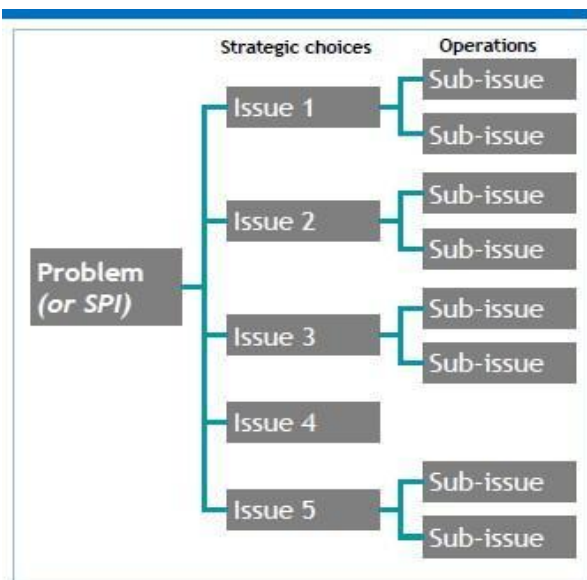 Strategic choices
Operations
Sub-issue
Issue 1
Sub-issue
Sub-issue
Issue 2
Sub-issue
Problem
(or SPI)
Sub-issue
Issue 3
Sub-issue
Issue 4
Sub-issue
Issue 5
Sub-issue